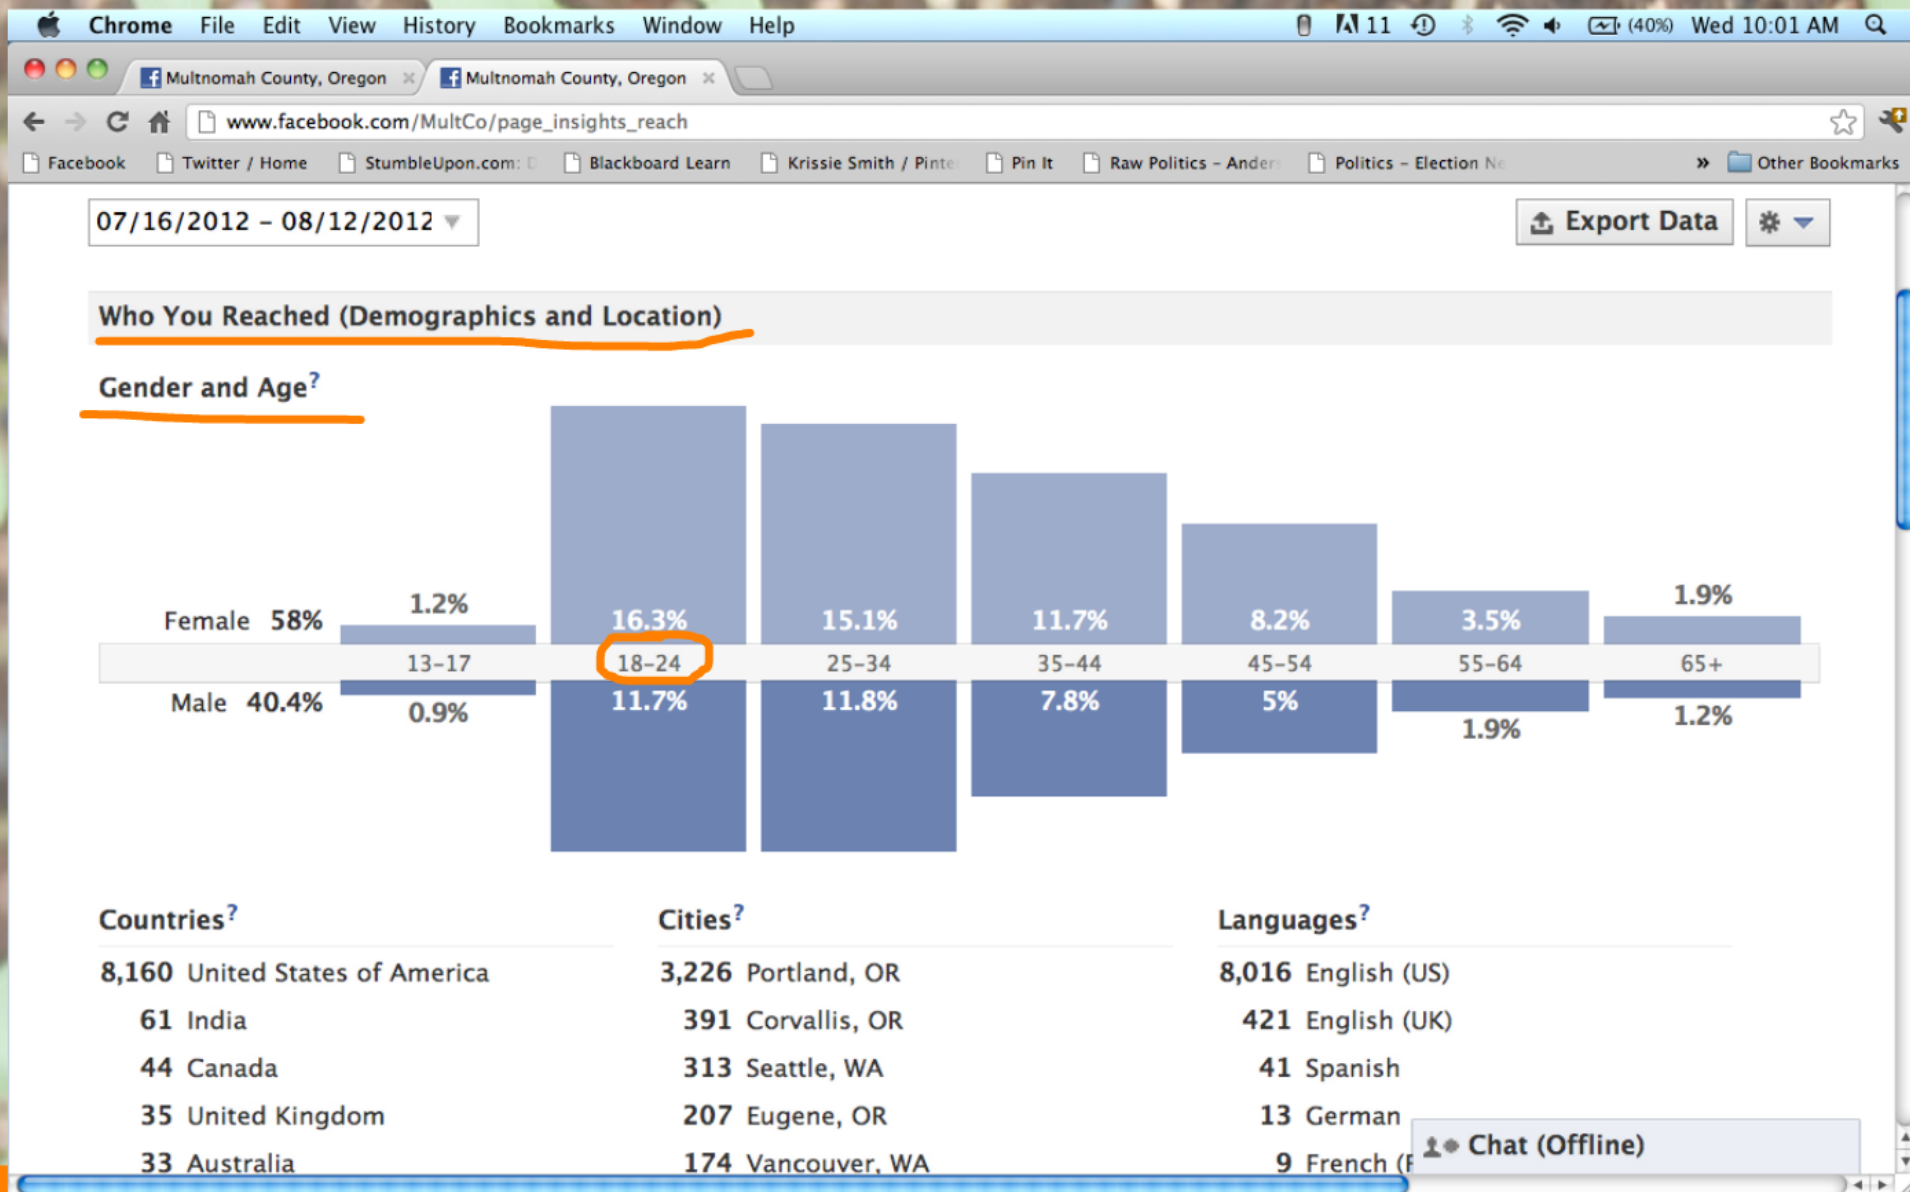 Chrome File Edit View History Bookmarks Window Help 11 (40%) Wed 10:01 AM
Multnomah County, Oregon Multnomah County, Oregon
www.facebook.com/MultCo/page_insights_reach
Facebook Twitter / Home StumbleUpon.com: Blackboard Learn Krissie Smith / Pinte Pin It Raw Politics - Ander Politics - Election Ne » Other Bookmarks
07/16/2012 - 08/12/2012 Export Data
Who You Reached (Demographics and Location)
Gender and Age?
Female 58% 1.2% 16.3% 15.1% 11.7% 8.2% 3.5% 1.9%
13-17 18-24 25-34 35-44 45-54 55-64 65+
Male 40.4% 0.9% 11.7% 11.8% 7.8% 5% 1.9% 1.2%
Countries? Cities? Languages?
8,160 United States of America 3,226 Portland, OR 8,016 English (US)
61 India 391 Corvallis, OR 421 English (UK)
44 Canada 313 Seattle, WA 41 Spanish
35 United Kingdom 207 Eugene, OR 13 German
33 Australia 174 Vancouver, WA 9 French (
Chat (Offline)